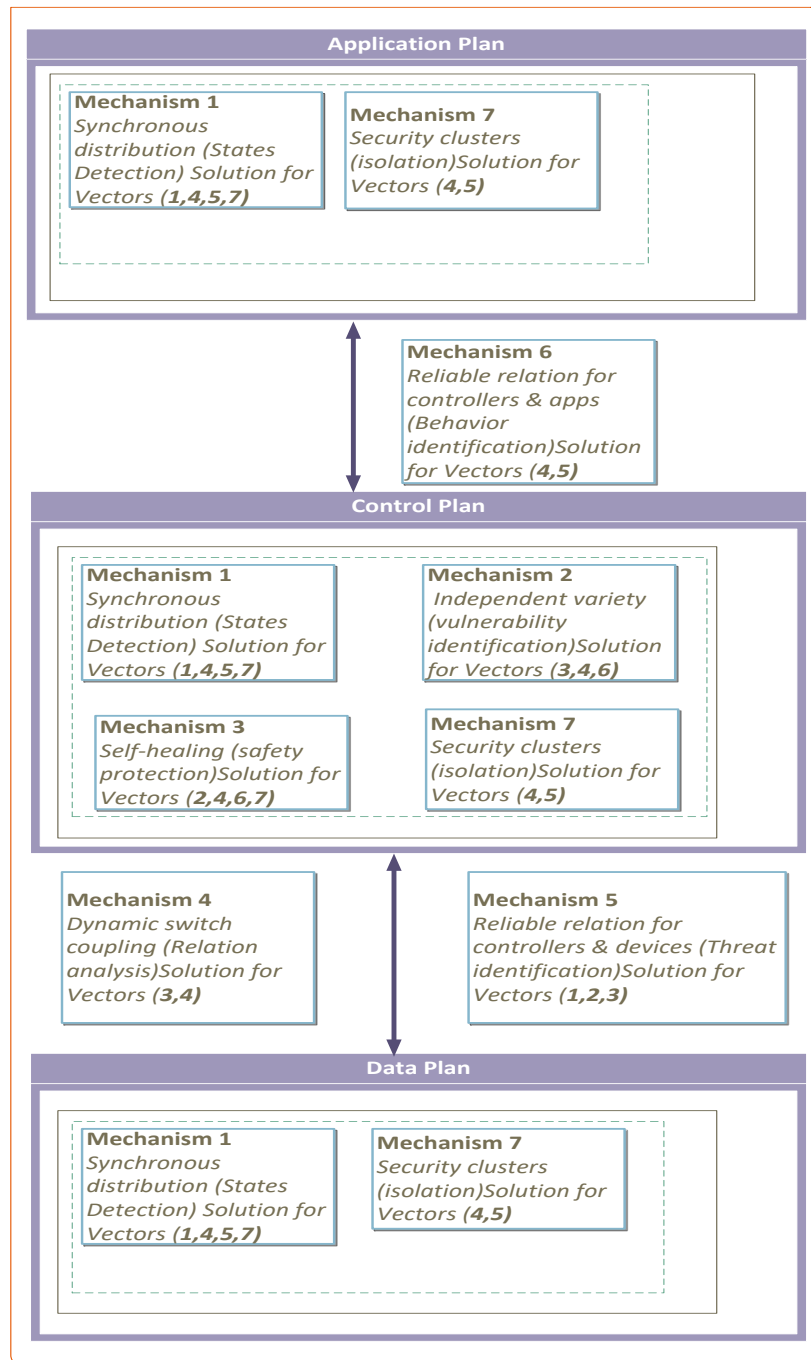 Application Plan
Mechanism 1
Synchronous
distribution (States
Detection) Solution for
Vectors (1,4,5,7)
Mechanism 7
Security clusters
(isolation)Solution for
Vectors (4,5)
Mechanism 6
Reliable relation for
controllers & apps
(Behavior
identification)Solution
for Vectors (4,5)
Control Plan
Mechanism 1
Synchronous
distribution (States
Detection) Solution for
Vectors (1,4,5,7)
Mechanism 2
Independent variety
(vulnerability
identification)Solution
for Vectors (3,4,6)
Mechanism 3
Self-healing (safety
protection)Solution for
Vectors (2,4,6,7)
Mechanism 7
Security clusters
(isolation)Solution for
Vectors (4,5)
Mechanism 4
Dynamic switch
coupling (Relation
analysis)Solution for
Vectors (3,4)
Mechanism 5
Reliable relation for
controllers & devices (Threat
identification)Solution for
Vectors (1,2,3)
Data Plan
Mechanism 1
Synchronous
distribution (States
Detection) Solution for
Vectors (1,4,5,7)
Mechanism 7
Security clusters
(isolation)Solution for
Vectors (4,5)